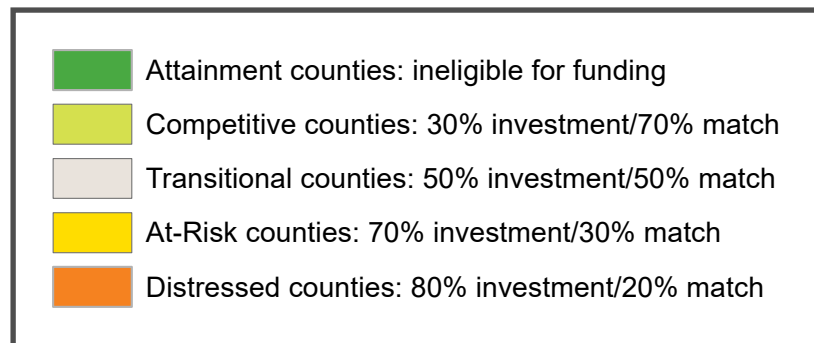 Attainment counties: ineligible for funding
Competitive counties: 30% investment/70% match
Transitional counties: 50% investment/50% match
At-Risk counties: 70% investment/30% match
Distressed counties: 80% investment/20% match